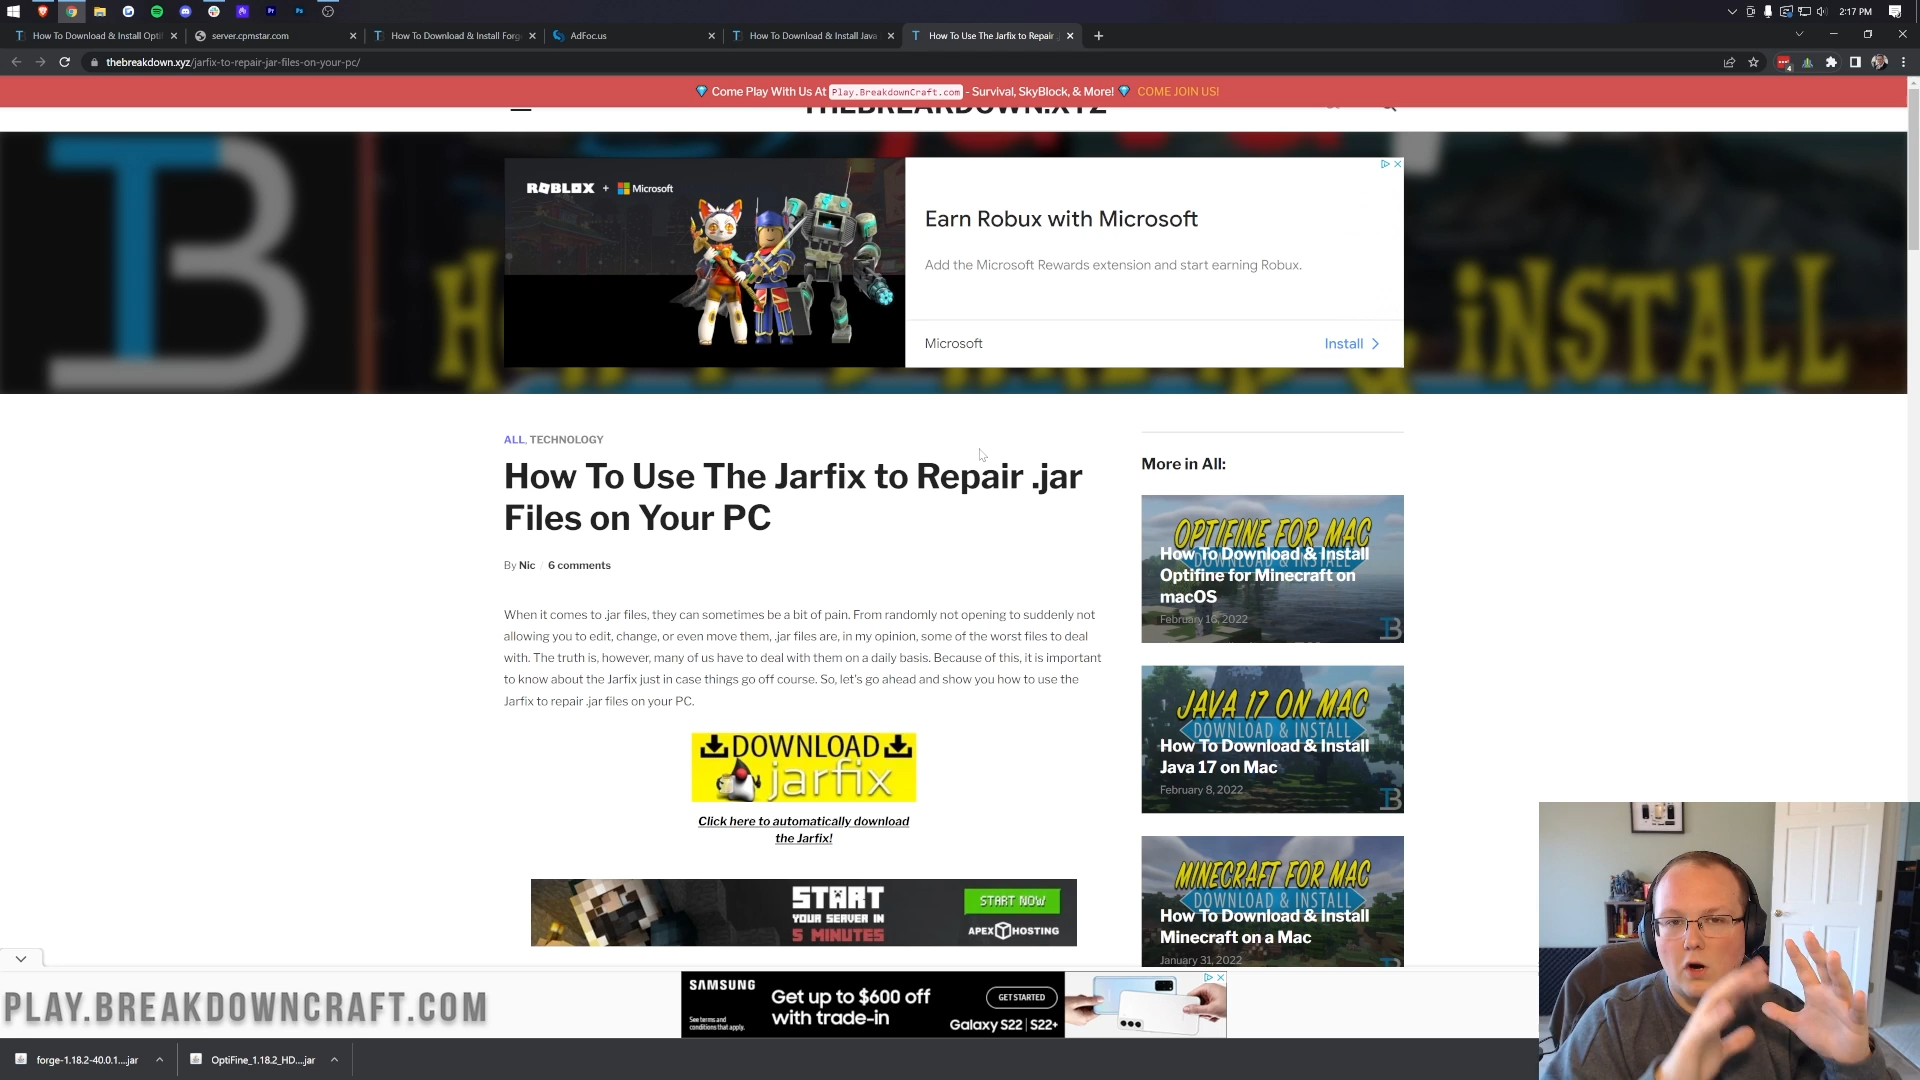 2:17 PM
How To Download & Install Opti
server.cpmstar.com
How To Download & Install Forg
AdFoc.us
How To Download & Install Java
How To Use The Jarfix to Repair
thebreakdown.xyz/jarfix-to-repair-jar-files-on-your-pc/
Come Play With Us At Play.BreakdownCraft.com - Survival, SkyBlock, & More! COME JOIN US!
THEBREAKDOWN.XYZ
ROBLOX + Microsoft
Earn Robux with Microsoft
Add the Microsoft Rewards extension and start earning Robux.
Microsoft
Install
INSTALL
ALL, TECHNOLOGY
How To Use The Jarfix to Repair .jar
Files on Your PC
By Nic / 6 comments
When it comes to .jar files, they can sometimes be a bit of pain. From randomly not opening to suddenly not
allowing you to edit, change, or even move them, .jar files are, in my opinion, some of the worst files to deal
with. The truth is, however, many of us have to deal with them on a daily basis. Because of this, it is important
to know about the Jarfix just in case things go off course. So, let's go ahead and show you how to use the
Jarfix to repair .jar files on your PC.
DOWNLOAD
jarfix
Click here to automatically download
the Jarfix!
START
YOUR SERVER IN
5 MINUTES
START NOW
APEX HOSTING
More in All:
OPTIFINE FOR MAC
DOWNLOAD & INSTALL
How To Download & Install
Optifine for Minecraft on
macOS
February 16, 2022
JAVA 17 ON MAC
DOWNLOAD & INSTALL
How To Download & Install
Java 17 on Mac
February 8, 2022
MINECRAFT FOR MAC
DOWNLOAD & INSTALL
How To Download & Install
Minecraft on a Mac
January 31, 2022
PLAY.BREAKDOWNCRAFT.COM
SAMSUNG
See terms and
conditions that apply.
Get up to $600 off
with trade-in
GET STARTED
Galaxy S22 | S22+
forge-1.18.2-40.0.1....jar
OptiFine_1.18.2_HD....jar